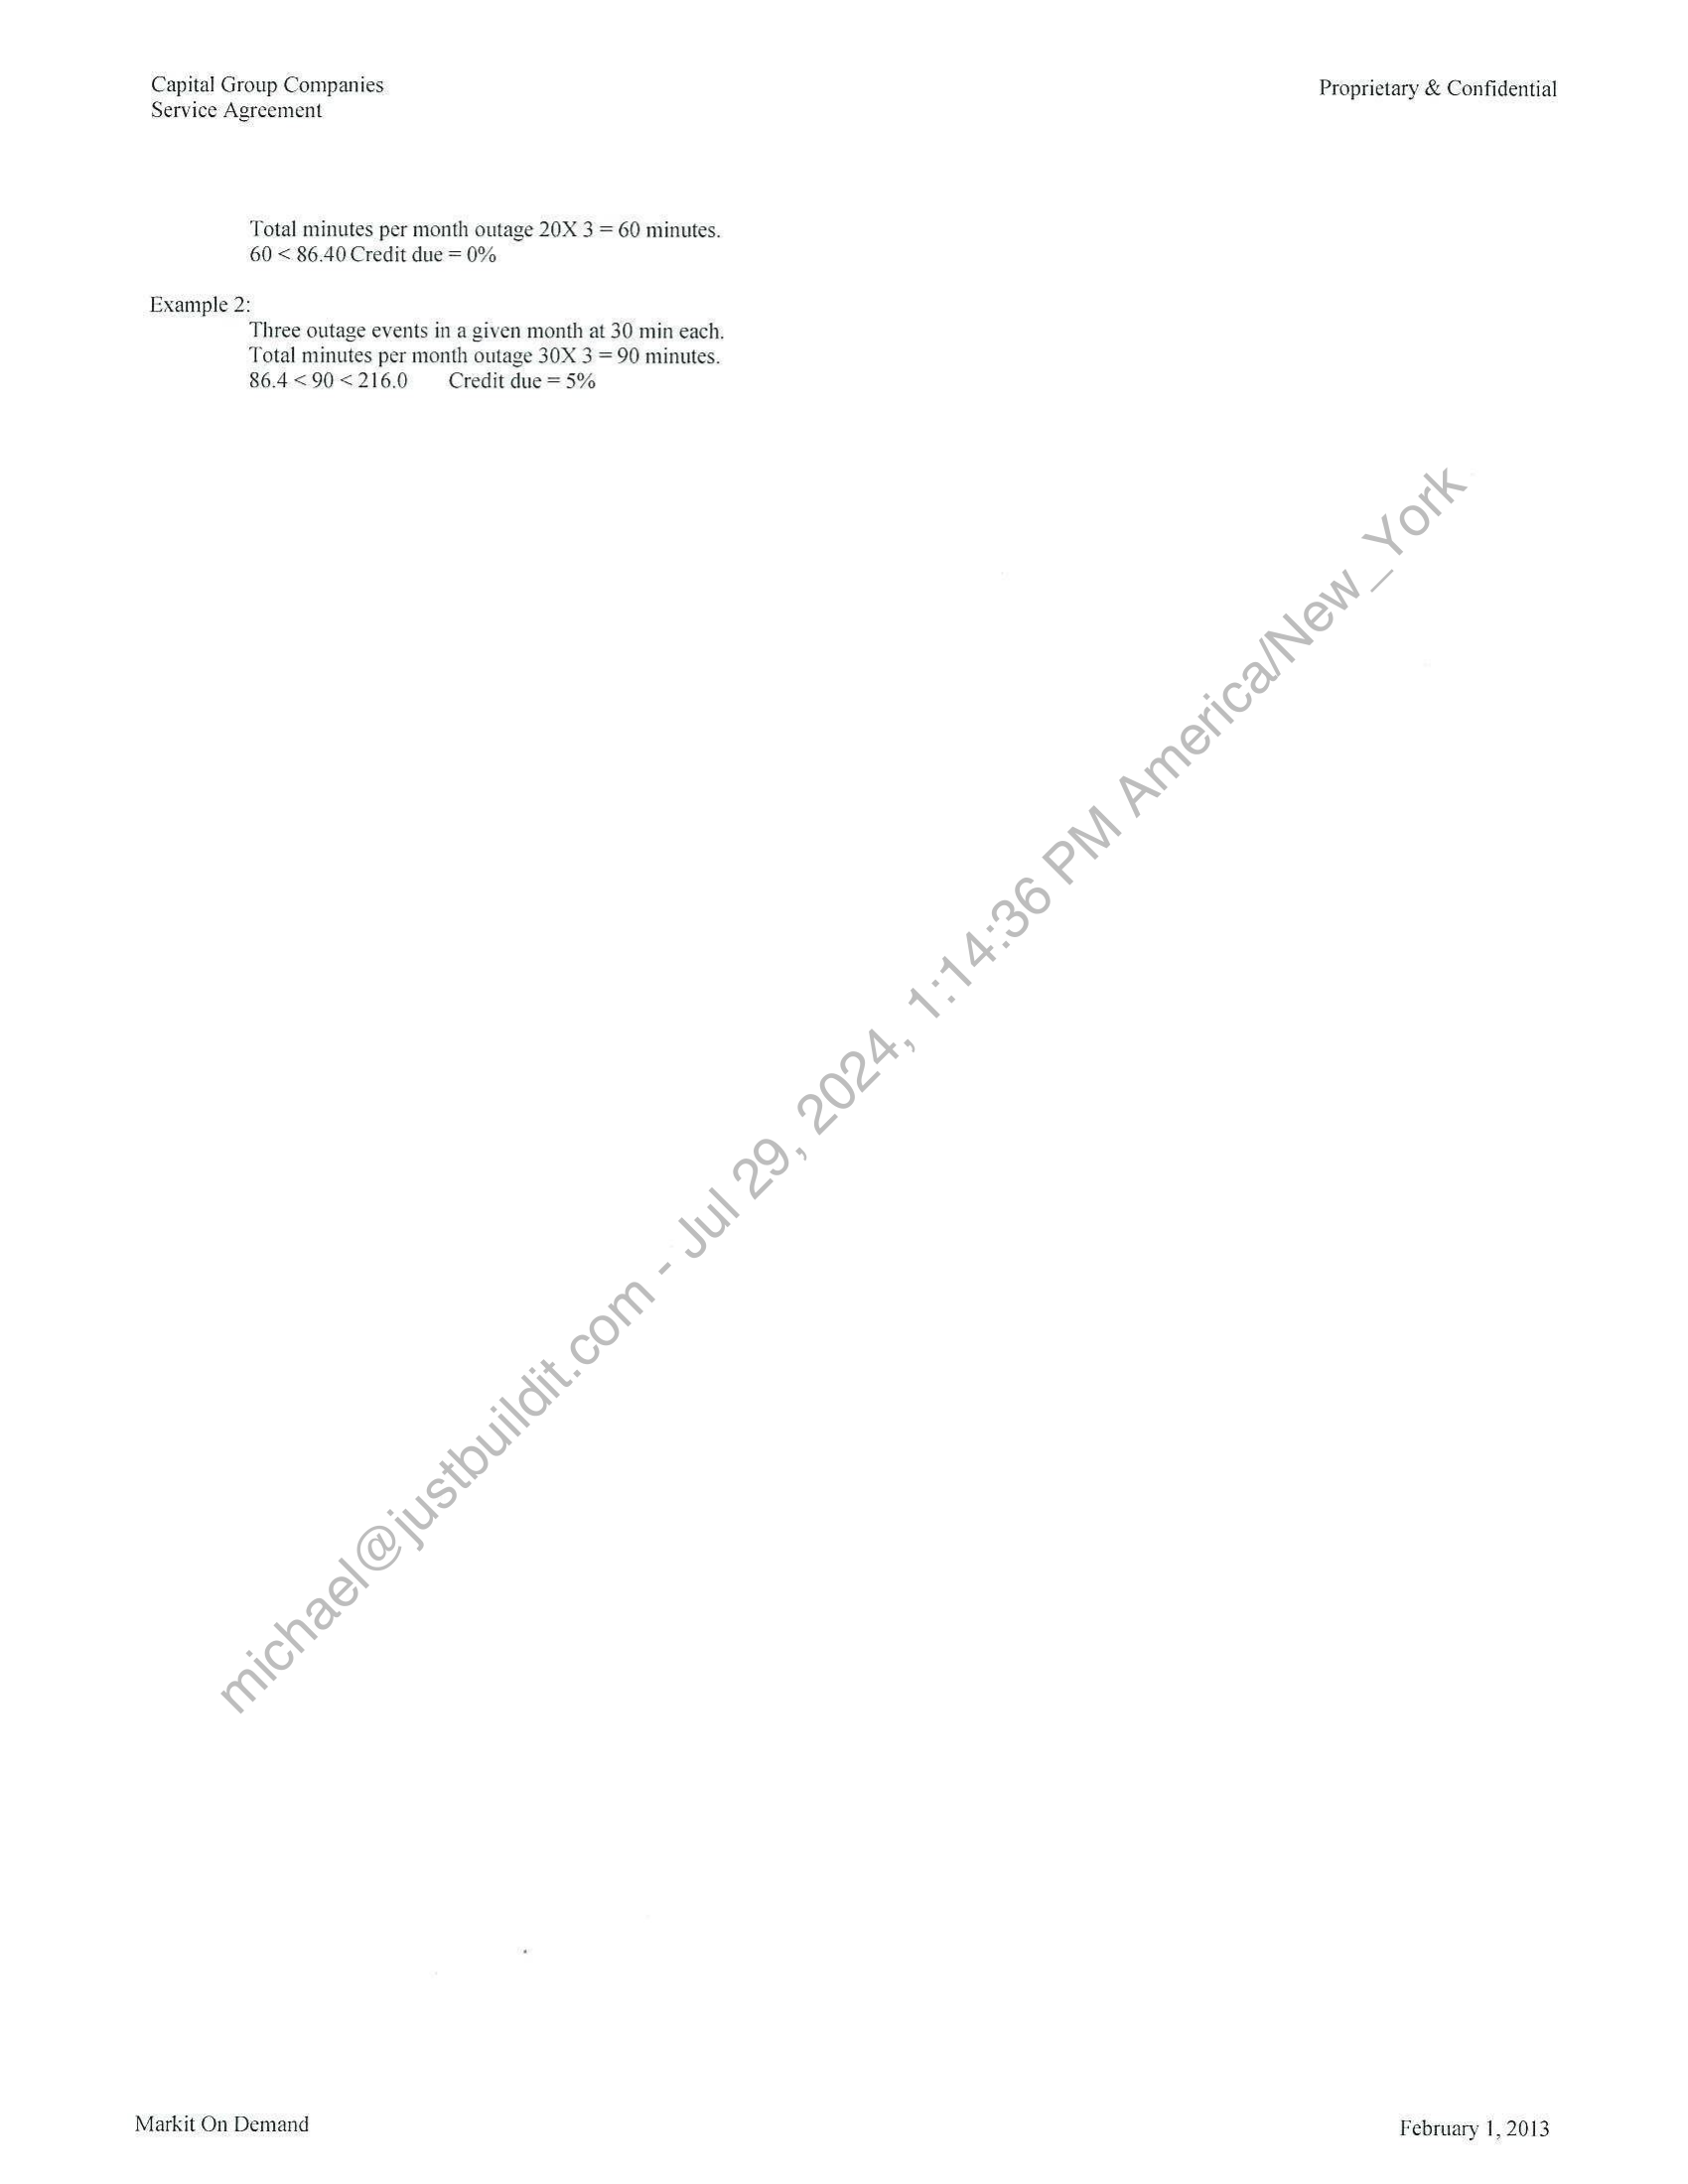 Capital Group Companies
Service Agreement
Proprietary & Confidential
Total minutes per month outage 20X 3 = 60 minutes.
60 < 86.40 Credit due = 0%
Example 2:
Three outage events in a given month at 30 min each.
Total minutes per month outage 30X 3 = 90 minutes.
86.4 < 90 < 216.0 Credit due = 5%
michael@justbuildit.com - Jul 29, 2024, 1:14:36 PM America/New_York
Markit On Demand
February 1, 2013